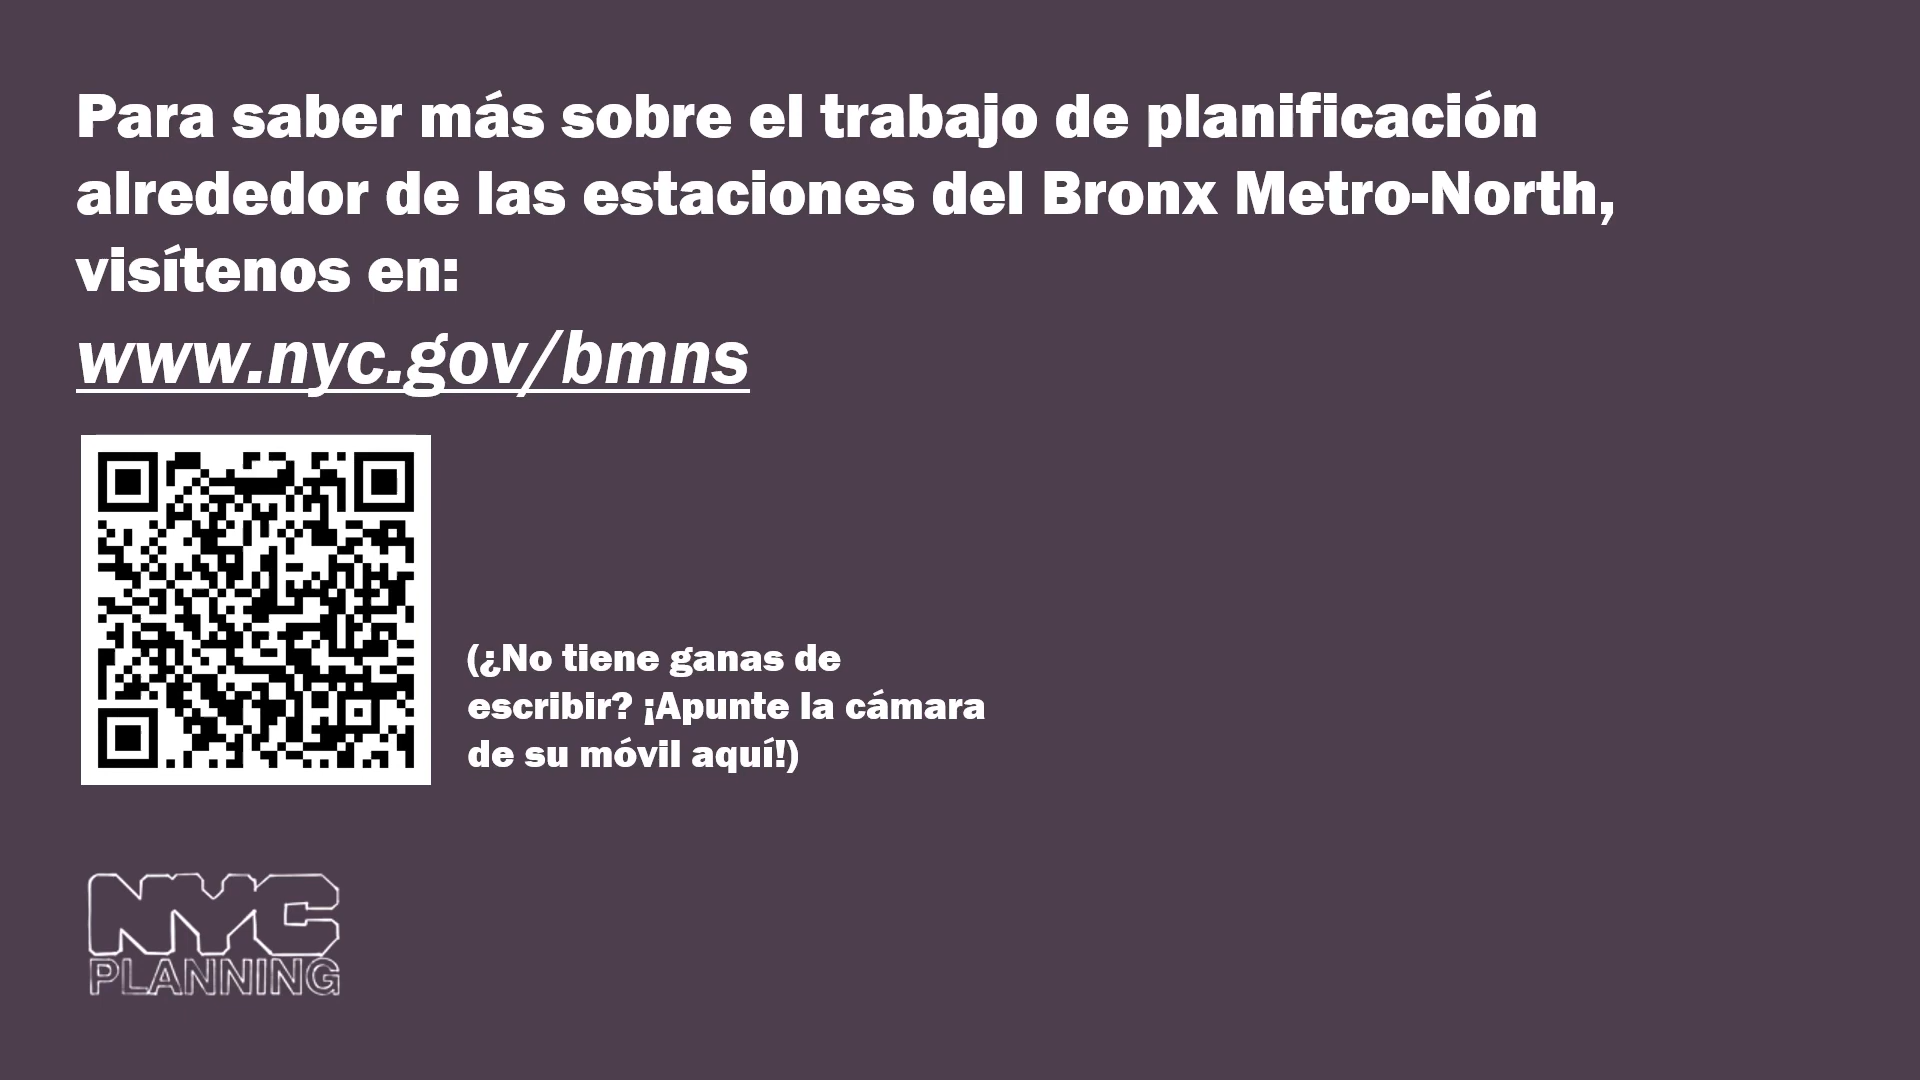 Para saber más sobre el trabajo de planificación
alrededor de las estaciones del Bronx Metro-North,
visítenos en:
www.nyc.gov/bmns
(¿No tiene ganas de
escribir? ¡Apunte la cámara
de su móvil aquí!)
NYC
PLANNING